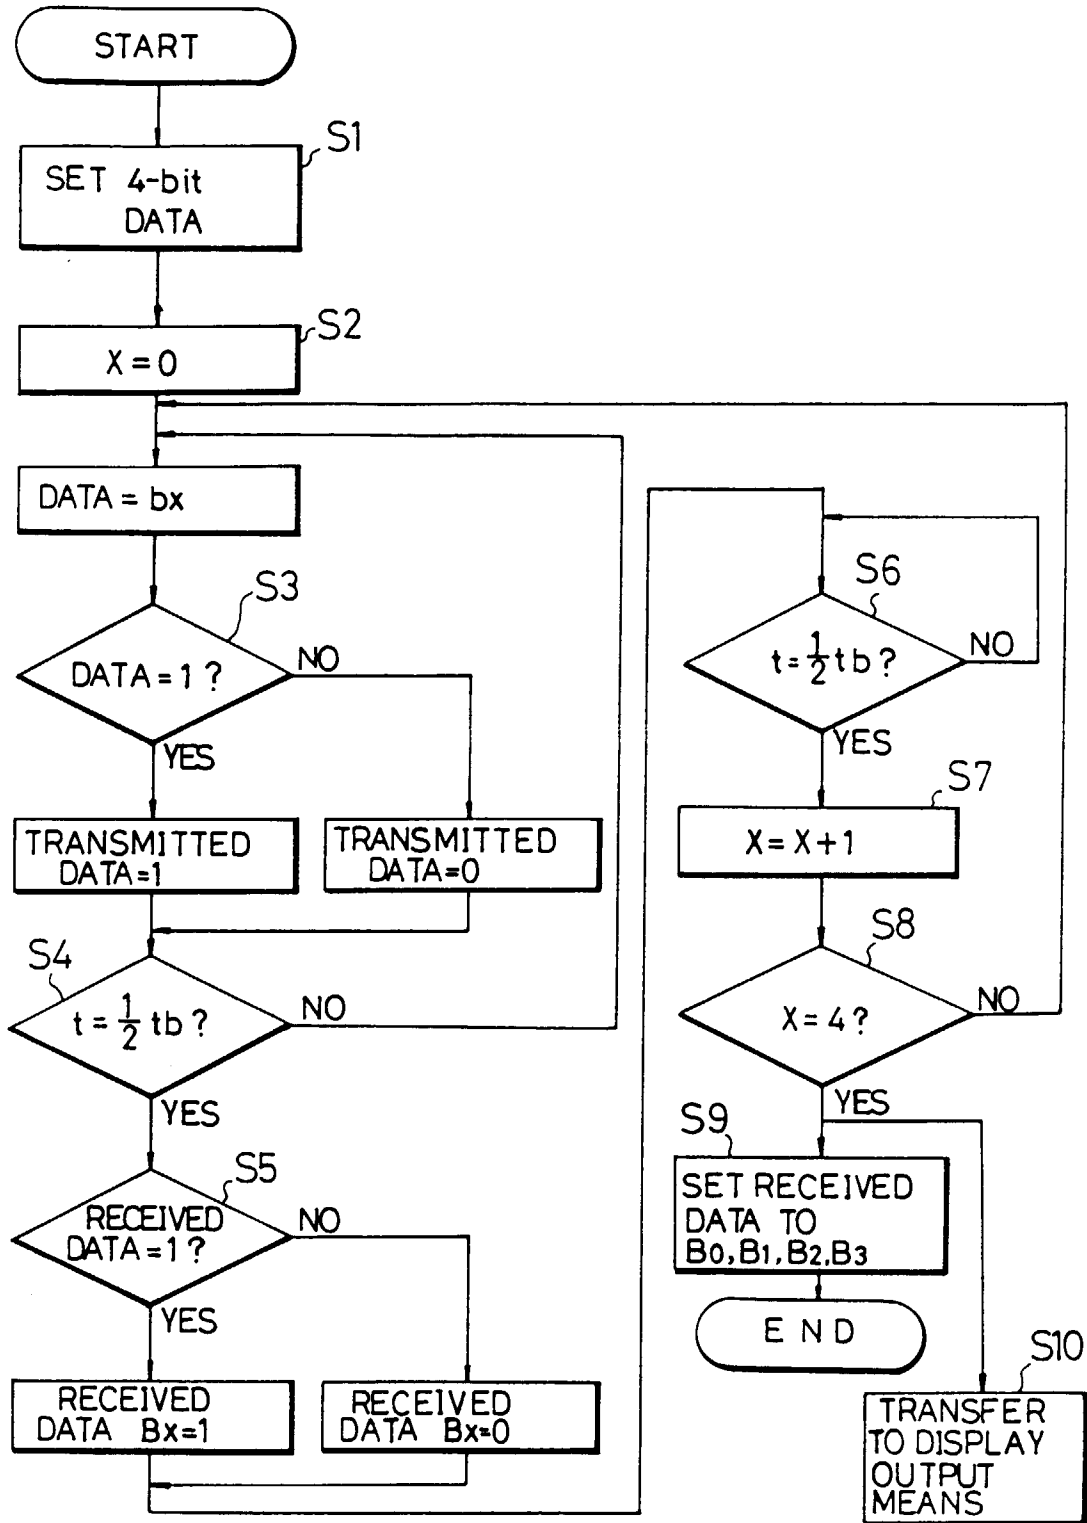 START
S1
SET 4-bit
DATA
S2
X = 0
DATA = bx
S3
DATA = 1 ?
NO
YES
TRANSMITTED
DATA=1
TRANSMITTED
DATA=0
S4
t = 1/2 tb ?
NO
YES
S5
RECEIVED
DATA = 1 ?
NO
YES
RECEIVED
DATA Bx=1
RECEIVED
DATA Bx=0
S6
t = 1/2 tb ?
NO
YES
S7
X = X + 1
S8
X = 4 ?
NO
YES
S9
SET RECEIVED
DATA TO
B0, B1, B2, B3
END
S10
TRANSFER
TO DISPLAY
OUTPUT
MEANS